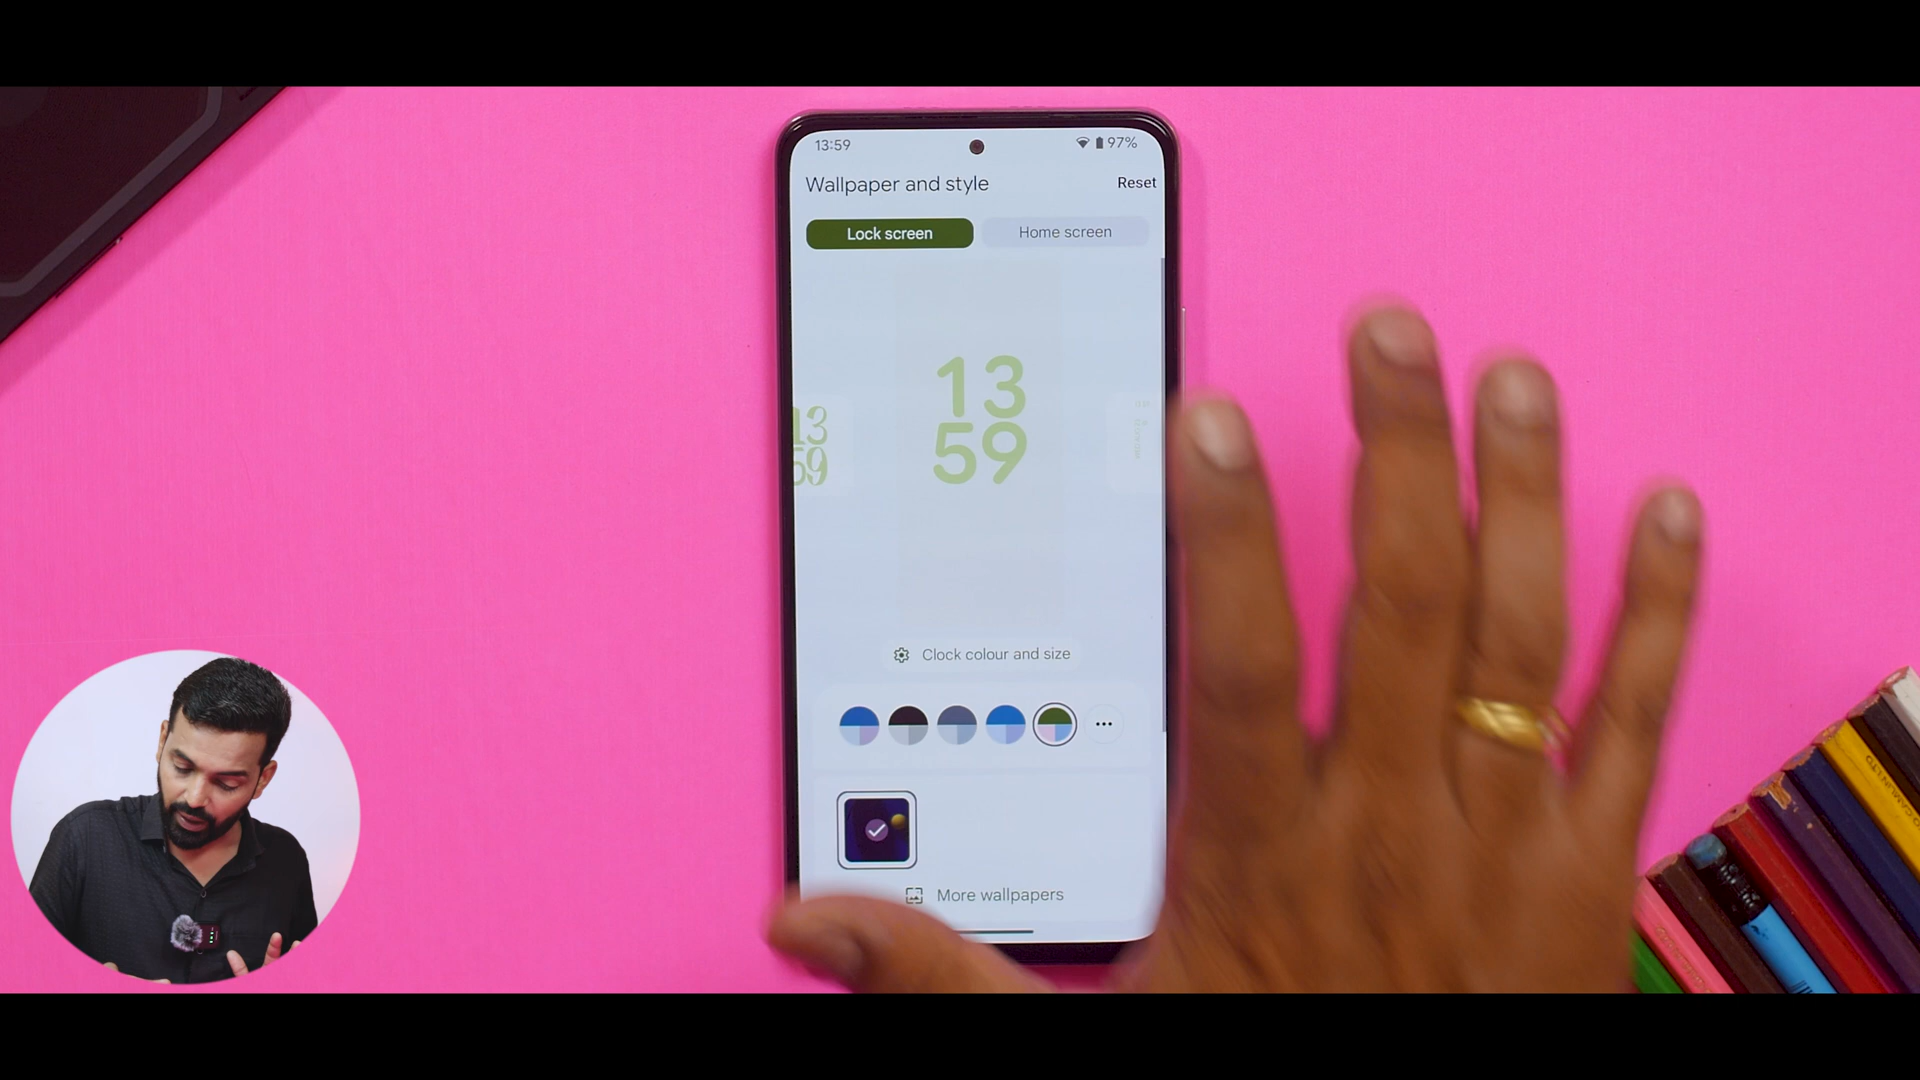 13:59
97%
Wallpaper and style
Reset
Lock screen
Home screen
13
59
13
59
Clock colour and size
More wallpapers